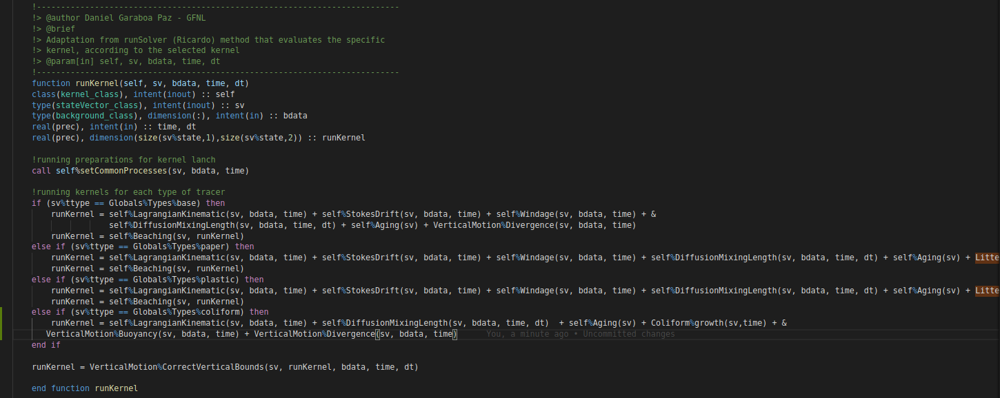 !---------------------------------------------------------------------------
!> @author Daniel Garaboa Paz - GFNL
!> @brief
!> Adaptation from runSolver (Ricardo) method that evaluates the specific
!> kernel, according to the selected kernel
!> @param[in] self, sv, bdata, time, dt
!---------------------------------------------------------------------------
function runKernel(self, sv, bdata, time, dt)
class(kernel_class), intent(inout) :: self
type(stateVector_class), intent(inout) :: sv
type(background_class), dimension(:), intent(in) :: bdata
real(prec), intent(in) :: time, dt
real(prec), dimension(size(sv%state,1),size(sv%state,2)) :: runKernel
!running preparations for kernel lanch
call self%setCommonProcesses(sv, bdata, time)
!running kernels for each type of tracer
if (sv%ttype == Globals%Types%base) then
runKernel = self%LagrangianKinematic(sv, bdata, time) + self%StokesDrift(sv, bdata, time) + self%Windage(sv, bdata, time) + &
self%DiffusionMixingLength(sv, bdata, time, dt) + self%Aging(sv) + VerticalMotion%Divergence(sv, bdata, time)
runKernel = self%Beaching(sv, runKernel)
else if (sv%ttype == Globals%Types%paper) then
runKernel = self%LagrangianKinematic(sv, bdata, time) + self%StokesDrift(sv, bdata, time) + self%Windage(sv, bdata, time) + self%DiffusionMixingLength(sv, bdata, time, dt) + self%Aging(sv) + Litte
runKernel = self%Beaching(sv, runKernel)
else if (sv%ttype == Globals%Types%plastic) then
runKernel = self%LagrangianKinematic(sv, bdata, time) + self%StokesDrift(sv, bdata, time) + self%Windage(sv, bdata, time) + self%DiffusionMixingLength(sv, bdata, time, dt) + self%Aging(sv) + Litte
runKernel = self%Beaching(sv, runKernel)
else if (sv%ttype == Globals%Types%coliform) then
runKernel = self%LagrangianKinematic(sv, bdata, time) + self%DiffusionMixingLength(sv, bdata, time, dt)  + self%Aging(sv) + Coliform%growth(sv,time) + &
VerticalMotion%Buoyancy(sv, bdata, time) + VerticalMotion%Divergence(sv, bdata, time) You, a minute ago • Uncommitted changes
end if
runKernel = VerticalMotion%CorrectVerticalBounds(sv, runKernel, bdata, time, dt)
end function runKernel